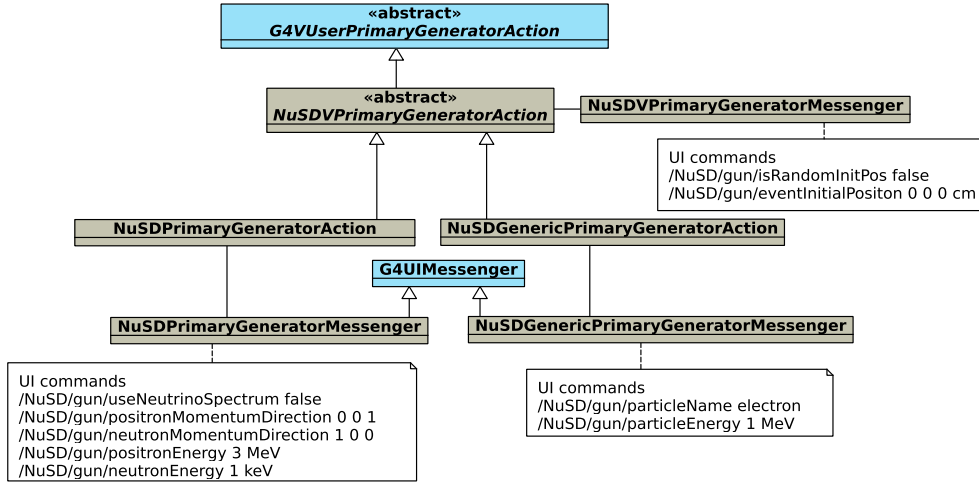 «abstract»
G4VUserPrimaryGeneratorAction
«abstract»
NuSDVPrimaryGeneratorAction
NuSDVPrimaryGeneratorMessenger
UI commands
/NuSD/gun/isRandomInitPos false
/NuSD/gun/eventInitialPositon 0 0 0 cm
NuSDPrimaryGeneratorAction
NuSDGenericPrimaryGeneratorAction
G4UIMessenger
NuSDPrimaryGeneratorMessenger
NuSDGenericPrimaryGeneratorMessenger
UI commands
/NuSD/gun/useNeutrinoSpectrum false
/NuSD/gun/positronMomentumDirection 0 0 1
/NuSD/gun/neutronMomentumDirection 1 0 0
/NuSD/gun/positronEnergy 3 MeV
/NuSD/gun/neutronEnergy 1 keV
UI commands
/NuSD/gun/particleName electron
/NuSD/gun/particleEnergy 1 MeV